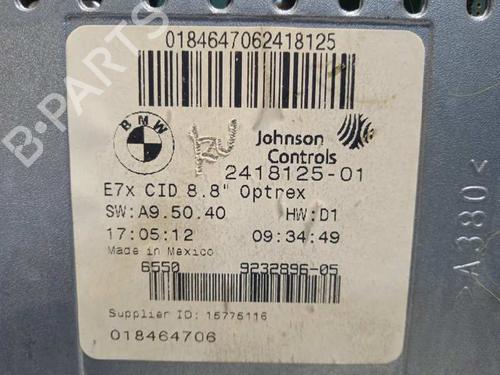 0184647062418125
BMW
Johnson Controls
2418125-01
E7x CID 8.8" Optrex
SW:A9.50.40 HW:D1
17:05:12 09:34:49
Made in Mexico
6550 9232896-05
Supplier ID: 15775116
018464706
>A380<
B-PARTS